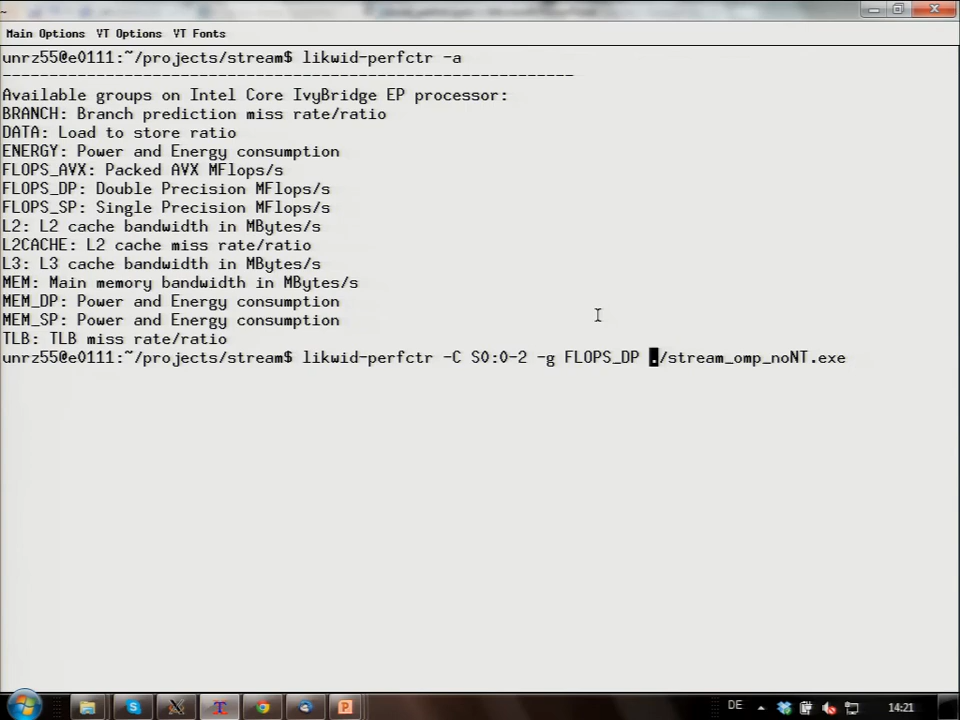 Main Options VT Options VT Fonts
unrz55@e0111:~/projects/stream$ likwid-perfctr -a
-------------------------------------------------------------
Available groups on Intel Core IvyBridge EP processor:
BRANCH: Branch prediction miss rate/ratio
DATA: Load to store ratio
ENERGY: Power and Energy consumption
FLOPS_AVX: Packed AVX MFlops/s
FLOPS_DP: Double Precision MFlops/s
FLOPS_SP: Single Precision MFlops/s
L2: L2 cache bandwidth in MBytes/s
L2CACHE: L2 cache miss rate/ratio
L3: L3 cache bandwidth in MBytes/s
MEM: Main memory bandwidth in MBytes/s
MEM_DP: Power and Energy consumption
MEM_SP: Power and Energy consumption
TLB: TLB miss rate/ratio
unrz55@e0111:~/projects/stream$ likwid-perfctr -C S0:0-2 -g FLOPS_DP ./stream_omp_noNT.exe
DE 14:21